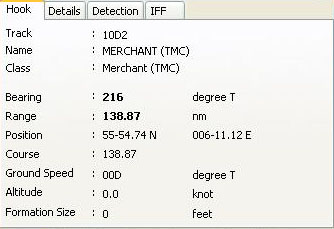 Hook Details Detection IFF
Track : 10D2
Name : MERCHANT (TMC)
Class : Merchant (TMC)
Bearing : 216 degree T
Range : 138.87 nm
Position : 55-54.74 N 006-11.12 E
Course : 138.87
Ground Speed : 00D degree T
Altitude : 0.0 knot
Formation Size : 0 feet